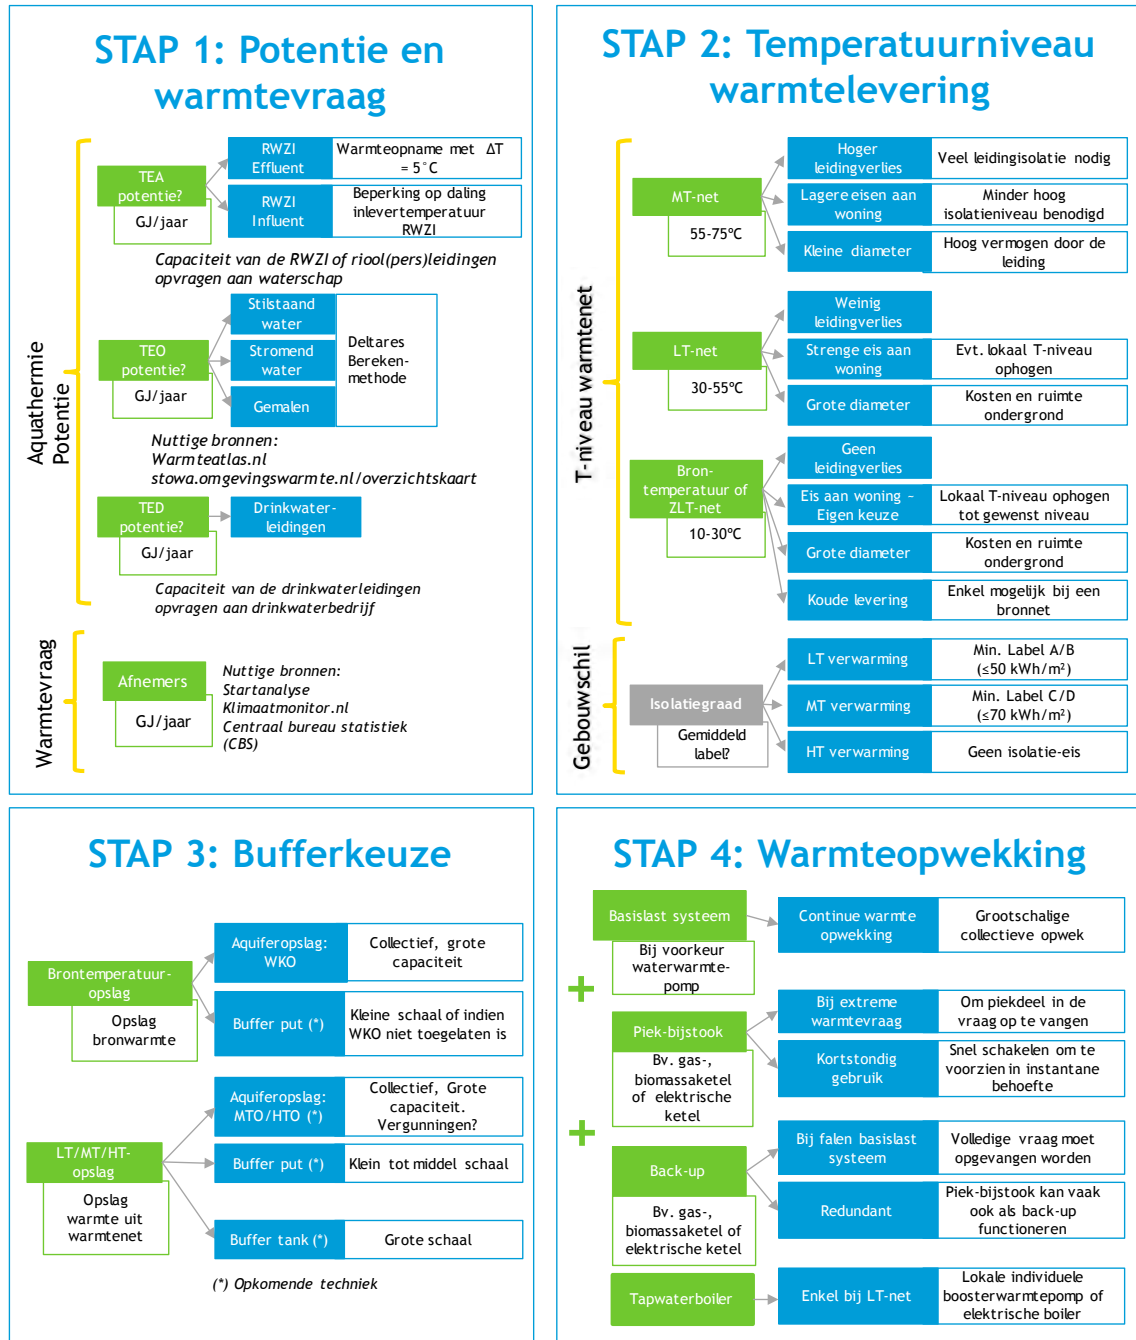 STAP 1: Potentie en
warmtevraag
Aquathermie
Potentie
TEA
potentie?
GJ/jaar
RWZI
Effluent
Warmteopname met ΔT
= 5°C
RWZI
Influent
Beperking op daling
inlevertemperatuur
RWZI
Capaciteit van de RWZI of riool(pers)leidingen
opvragen aan waterschap
TEO
potentie?
GJ/jaar
Stilstaand
water
Stromend
water
Gemalen
Deltares
Bereken-
methode
Nuttige bronnen:
Warmteatlas.nl
stowa.omgevingswarmte.nl/overzichtskaart
TED
potentie?
GJ/jaar
Drinkwater-
leidingen
Capaciteit van de drinkwaterleidingen
opvragen aan drinkwaterbedrijf
Warmtevraag
Afnemers
GJ/jaar
Nuttige bronnen:
Startanalyse
Klimaatmonitor.nl
Centraal bureau statistiek
(CBS)
STAP 2: Temperatuurniveau
warmtelevering
T-niveau warmtenet
MT-net
55-75°C
Hoger
leidingverlies
Veel leidingisolatie nodig
Lagere eisen aan
woning
Minder hoog
isolatieniveau benodigd
Kleine diameter
Hoog vermogen door de
leiding
LT-net
30-55°C
Weinig
leidingverlies
Strenge eis aan
woning
Evt. lokaal T-niveau
ophogen
Grote diameter
Kosten en ruimte
ondergrond
Bron-
temperatuur of
ZLT-net
10-30°C
Geen
leidingverlies
Eis aan woning –
Eigen keuze
Lokaal T-niveau ophogen
tot gewenst niveau
Grote diameter
Kosten en ruimte
ondergrond
Koude levering
Enkel mogelijk bij een
bronnet
Gebouwschil
Isolatiegraad
Gemiddeld
label?
LT verwarming
Min. Label A/B
(≤50 kWh/m²)
MT verwarming
Min. Label C/D
(≤70 kWh/m²)
HT verwarming
Geen isolatie-eis
STAP 3: Bufferkeuze
Brontemperatuur-
opslag
Opslag
bronwarmte
Aquiferopslag:
WKO
Collectief, grote
capaciteit
Buffer put (*)
Kleine schaal of indien
WKO niet toegelaten is
LT/MT/HT-
opslag
Opslag
warmte uit
warmtenet
Aquiferopslag:
MTO/HTO (*)
Collectief, Grote
capaciteit.
Vergunningen?
Buffer put (*)
Klein tot middel schaal
Buffer tank (*)
Grote schaal
(*) Opkomende techniek
STAP 4: Warmteopwekking
Basislast systeem
Bij voorkeur
waterwarmte-
pomp
Continue warmte
opwekking
Grootschalige
collectieve opwek
+
Piek-bijstook
Bv. gas-,
biomassaketel
of elektrische
ketel
Bij extreme
warmtevraag
Om piekdeel in de
vraag op te vangen
Kortstondig
gebruik
Snel schakelen om te
voorzien in instantane
behoefte
+
Back-up
Bv. gas-,
biomassaketel of
elektrische ketel
Bij falen basislast
systeem
Volledige vraag moet
opgevangen worden
Redundant
Piek-bijstook kan vaak
ook als back-up
functioneren
Tapwaterboiler
Enkel bij LT-net
Lokale individuele
boosterwarmtepomp of
elektrische boiler